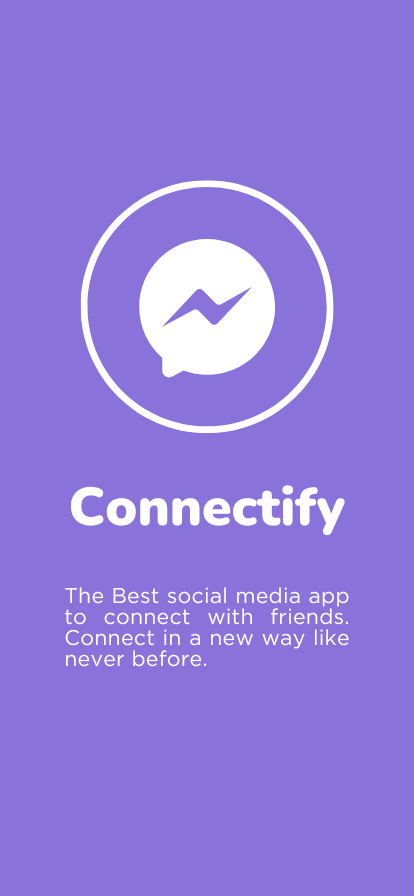 Connectify
The Best social media app
to connect with friends.
Connect in a new way like
never before.